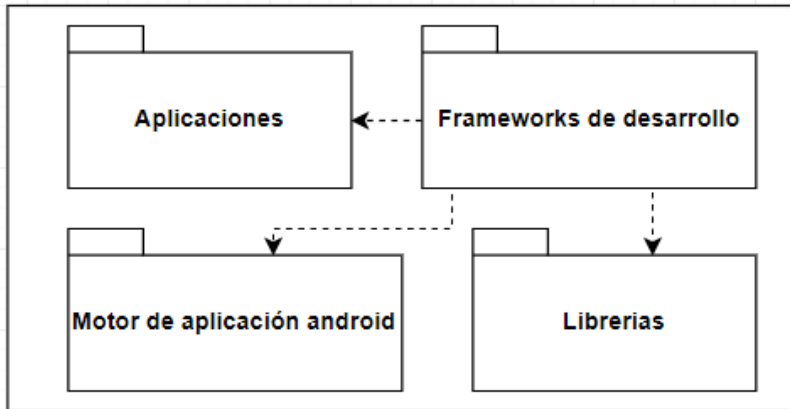 Aplicaciones
Frameworks de desarrollo
Motor de aplicación android
Librerias